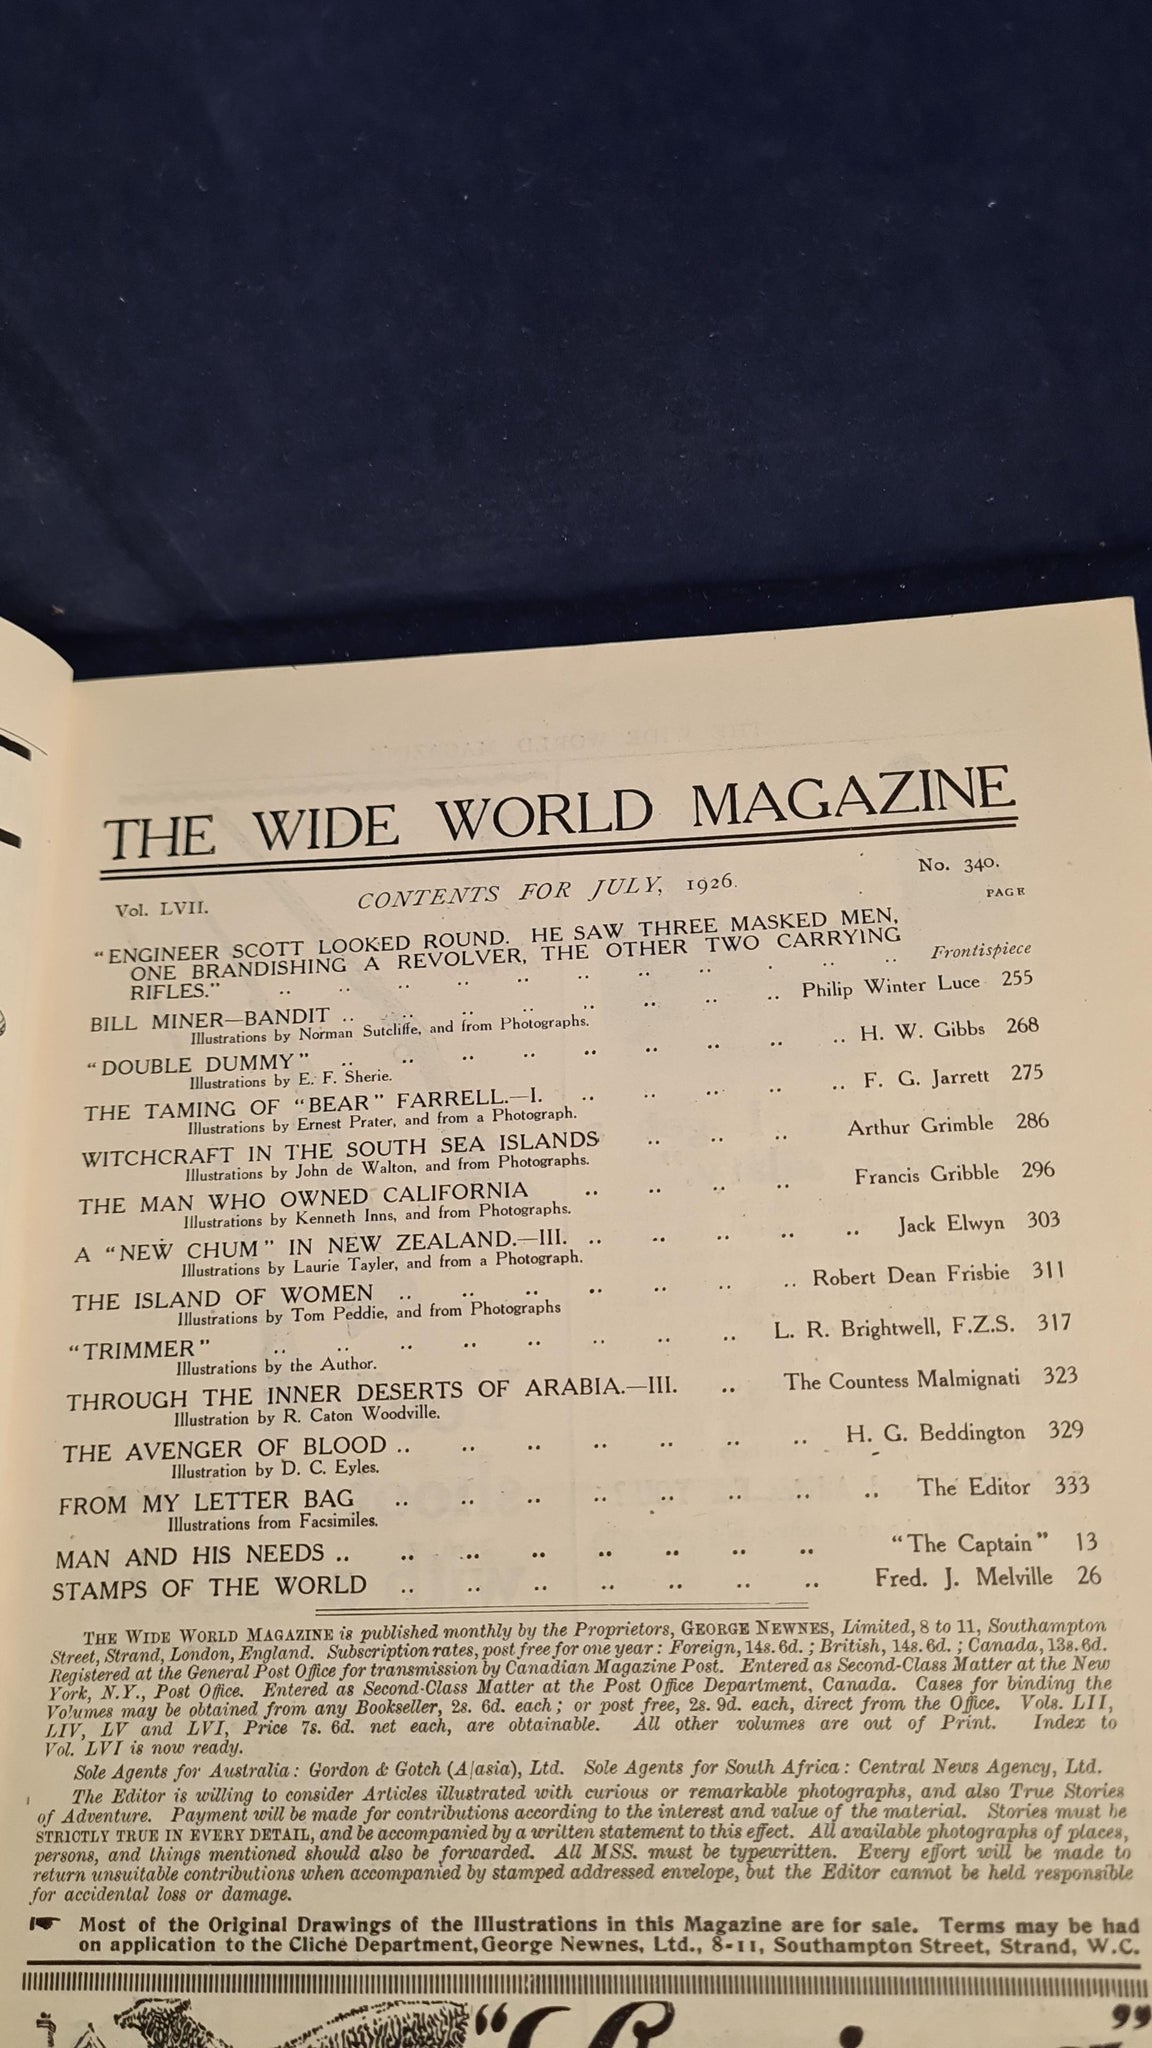 THE WIDE WORLD MAGAZINE
Vol. LVII. CONTENTS FOR JULY, 1926. No. 340.
PAGE
"ENGINEER SCOTT LOOKED ROUND. HE SAW THREE MASKED MEN,
ONE BRANDISHING A REVOLVER, THE OTHER TWO CARRYING
RIFLES." .. .. .. .. .. .. .. .. .. .. Frontispiece
BILL MINER—BANDIT .. .. .. .. .. .. .. Philip Winter Luce 255
Illustrations by Norman Sutcliffe, and from Photographs.
"DOUBLE DUMMY" .. .. .. .. .. .. .. .. .. H. W. Gibbs 268
Illustrations by E. F. Sherie.
THE TAMING OF "BEAR" FARRELL.—I. .. .. .. .. .. F. G. Jarrett 275
Illustrations by Ernest Prater, and from a Photograph.
WITCHCRAFT IN THE SOUTH SEA ISLANDS .. .. .. Arthur Grimble 286
Illustrations by John de Walton, and from Photographs.
THE MAN WHO OWNED CALIFORNIA .. .. .. .. Francis Gribble 296
Illustrations by Kenneth Inns, and from Photographs.
A "NEW CHUM" IN NEW ZEALAND.—III. .. .. .. .. .. Jack Elwyn 303
Illustrations by Laurie Tayler, and from a Photograph.
THE ISLAND OF WOMEN .. .. .. .. .. .. .. Robert Dean Frisbie 311
Illustrations by Tom Peddie, and from Photographs
"TRIMMER" .. .. .. .. .. .. .. .. L. R. Brightwell, F.Z.S. 317
Illustrations by the Author.
THROUGH THE INNER DESERTS OF ARABIA.—III. .. The Countess Malmignati 323
Illustration by R. Caton Woodville.
THE AVENGER OF BLOOD .. .. .. .. .. .. .. H. G. Beddington 329
Illustration by D. C. Eyles.
FROM MY LETTER BAG .. .. .. .. .. .. .. .. The Editor 333
Illustrations from Facsimiles.
MAN AND HIS NEEDS .. .. .. .. .. .. .. .. "The Captain" 13
STAMPS OF THE WORLD .. .. .. .. .. .. .. Fred. J. Melville 26
THE WIDE WORLD MAGAZINE is published monthly by the Proprietors, GEORGE NEWNES, Limited, 8 to 11, Southampton
Street, Strand, London, England. Subscription rates, post free for one year: Foreign, 14s. 6d.; British, 14s. 6d.; Canada, 13s. 6d.
Registered at the General Post Office for transmission by Canadian Magazine Post. Entered as Second-Class Matter at the New
York, N.Y., Post Office. Entered as Second-Class Matter at the Post Office Department, Canada. Cases for binding the
Volumes may be obtained from any Bookseller, 2s. 6d. each; or post free, 2s. 9d. each, direct from the Office. Vols. LII,
LIV, LV and LVI, Price 7s. 6d. net each, are obtainable. All other volumes are out of Print. Index to
Vol. LVI is now ready.
Sole Agents for Australia: Gordon & Gotch (A/asia), Ltd. Sole Agents for South Africa: Central News Agency, Ltd.
The Editor is willing to consider Articles illustrated with curious or remarkable photographs, and also True Stories
of Adventure. Payment will be made for contributions according to the interest and value of the material. Stories must be
STRICTLY TRUE IN EVERY DETAIL, and be accompanied by a written statement to this effect. All available photographs of places,
persons, and things mentioned should also be forwarded. All MSS. must be typewritten. Every effort will be made to
return unsuitable contributions when accompanied by stamped addressed envelope, but the Editor cannot be held responsible
for accidental loss or damage.
☛ Most of the Original Drawings of the Illustrations in this Magazine are for sale. Terms may be had
on application to the Cliché Department, George Newnes, Ltd., 8-11, Southampton Street, Strand, W.C.